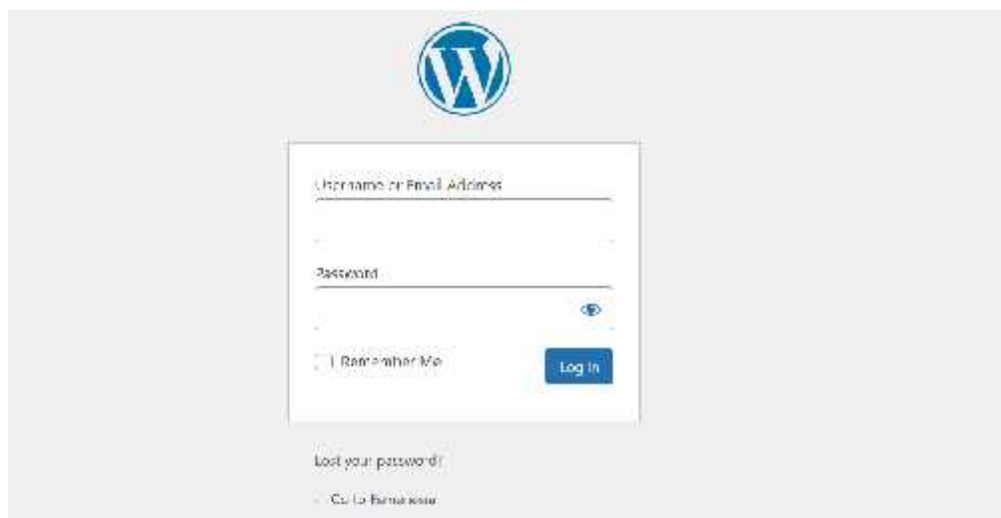 Username or Email Address
Password
Remember Me
Log In
Lost your password?
Go to